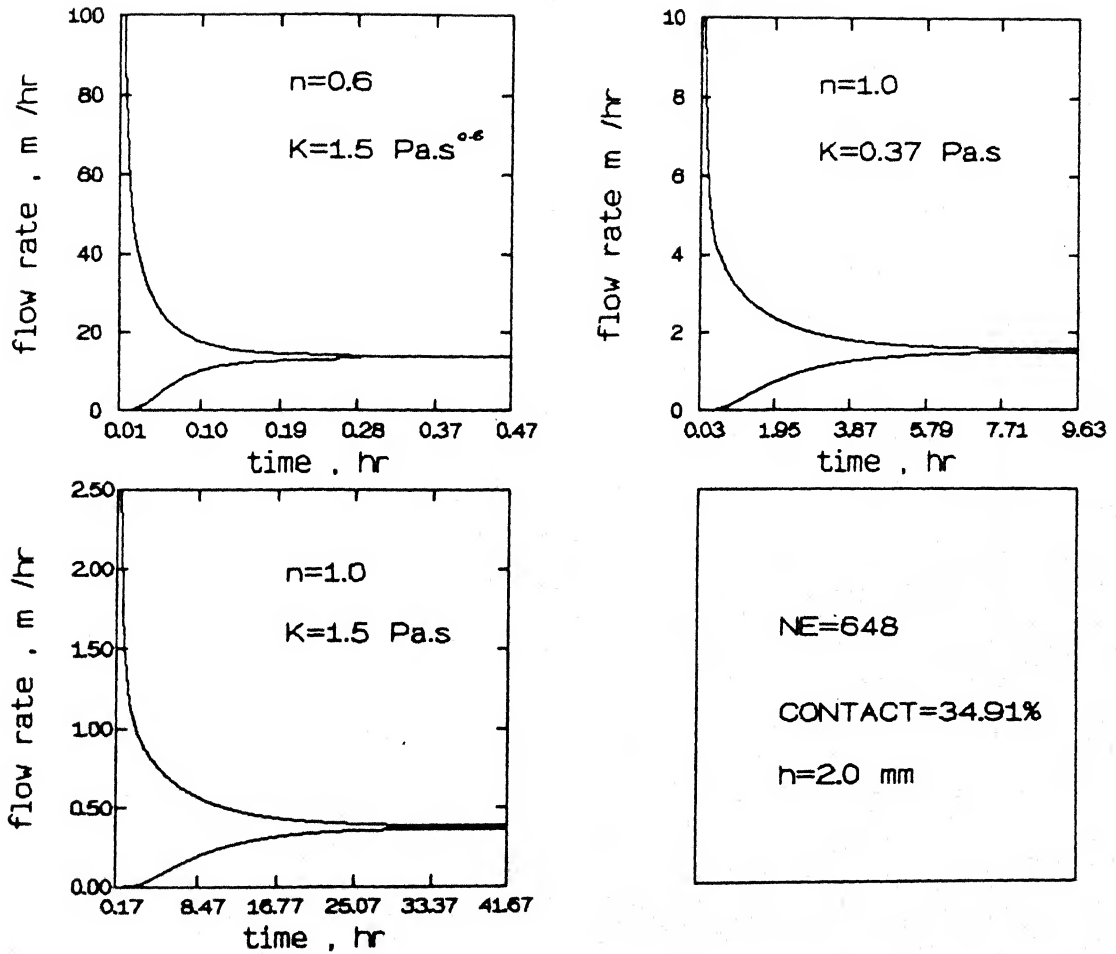 flow rate , m /hr
100
80
60
40
20
0
n=0.6
K=1.5 Pa.s^0.6
0.01 0.10 0.19 0.28 0.37 0.47
time , hr
flow rate m /hr
10
8
6
4
2
0
n=1.0
K=0.37 Pa.s
0.03 1.95 3.87 5.79 7.71 9.63
time , hr
flow rate , m /hr
2.50
2.00
1.50
1.00
0.50
0.00
n=1.0
K=1.5 Pa.s
0.17 8.47 16.77 25.07 33.37 41.67
time , hr
NE=648
CONTACT=34.91%
h=2.0 mm